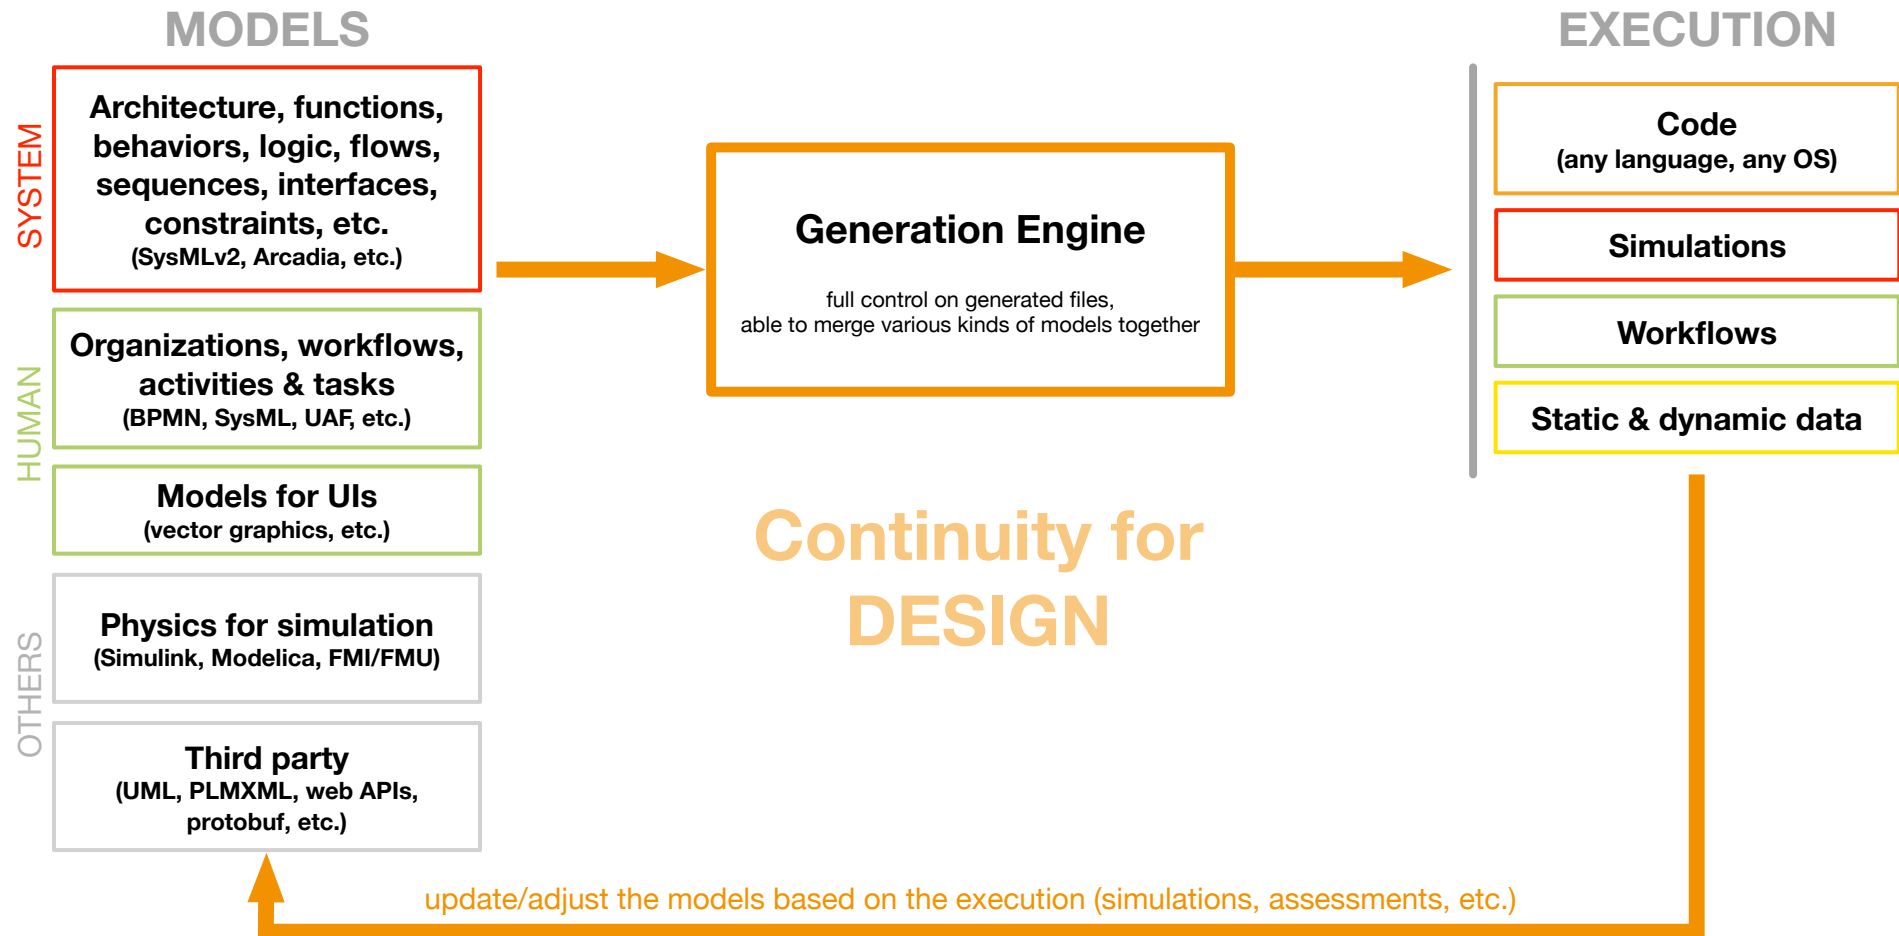 MODELS
SYSTEM
Architecture, functions,
behaviors, logic, flows,
sequences, interfaces,
constraints, etc.
(SysMLv2, Arcadia, etc.)
HUMAN
Organizations, workflows,
activities & tasks
(BPMN, SysML, UAF, etc.)
Models for UIs
(vector graphics, etc.)
OTHERS
Physics for simulation
(Simulink, Modelica, FMI/FMU)
Third party
(UML, PLMXML, web APIs,
protobuf, etc.)
Generation Engine
full control on generated files,
able to merge various kinds of models together
Continuity for
DESIGN
EXECUTION
Code
(any language, any OS)
Simulations
Workflows
Static & dynamic data
update/adjust the models based on the execution (simulations, assessments, etc.)